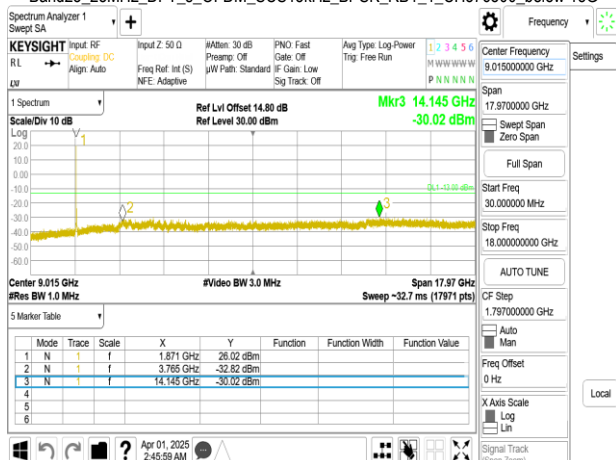 Spectrum Analyzer 1
Swept SA
Frequency
KEYSIGHT
Input: RF
Coupling: DC
Align: Auto
Input Z: 50 Ω
Freq Ref: Int (S)
NFE: Adaptive
#Atten: 30 dB
Preamp: Off
µW Path: Standard
PNO: Fast
Gate: Off
IF Gain: Low
Sig Track: Off
Avg Type: Log-Power
Trig: Free Run
1 2 3 4 5 6
M W W W W W
P N N N N N
RL
LXI
1 Spectrum
Scale/Div 10 dB
Log
Ref Lvl Offset 14.80 dB
Ref Level 30.00 dBm
Mkr3 14.145 GHz
-30.02 dBm
20.0
10.0
0.00
-10.0
-20.0
-30.0
-40.0
-50.0
-60.0
1
2
3
DL1 -13.00 dBm
Center 9.015 GHz
#Video BW 3.0 MHz
Span 17.97 GHz
#Res BW 1.0 MHz
Sweep ~32.7 ms (17971 pts)
5 Marker Table
Mode Trace Scale X Y Function Function Width Function Value
1 N 1 f 1.871 GHz 26.02 dBm
2 N 1 f 3.765 GHz -32.82 dBm
3 N 1 f 14.145 GHz -30.02 dBm
4
5
6
Apr 01, 2025
2:45:59 AM
Center Frequency
9.015000000 GHz
Settings
Span
17.9700000 GHz
Swept Span
Zero Span
Full Span
Start Freq
30.000000 MHz
Stop Freq
18.000000000 GHz
AUTO TUNE
CF Step
1.797000000 GHz
Auto
Man
Freq Offset
0 Hz
X Axis Scale
Log
Lin
Local
Signal Track
(Span Zoom)